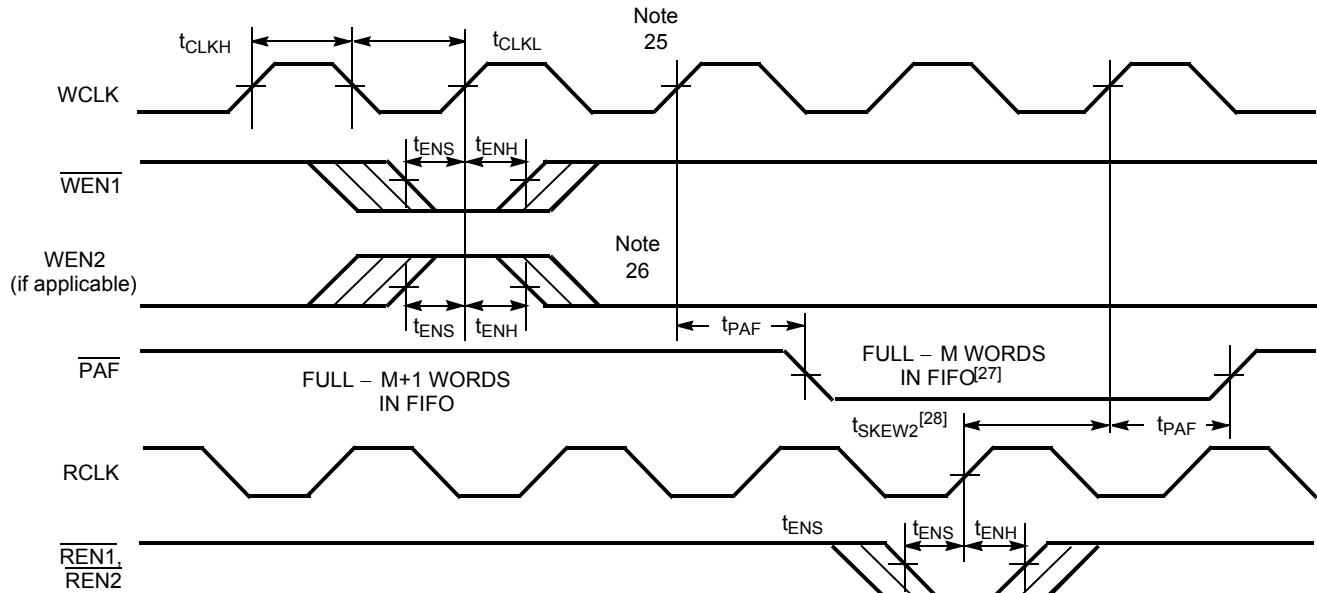 Note
25
tCLKH
tCLKL
WCLK
tENS
tENH
WEN1
WEN2
(if applicable)
Note
26
tENS
tENH
tPAF
PAF
FULL – M+1 WORDS
IN FIFO
FULL – M WORDS
IN FIFO[27]
tSKEW2[28]
tPAF
RCLK
tENS
tENS
tENH
REN1,
REN2